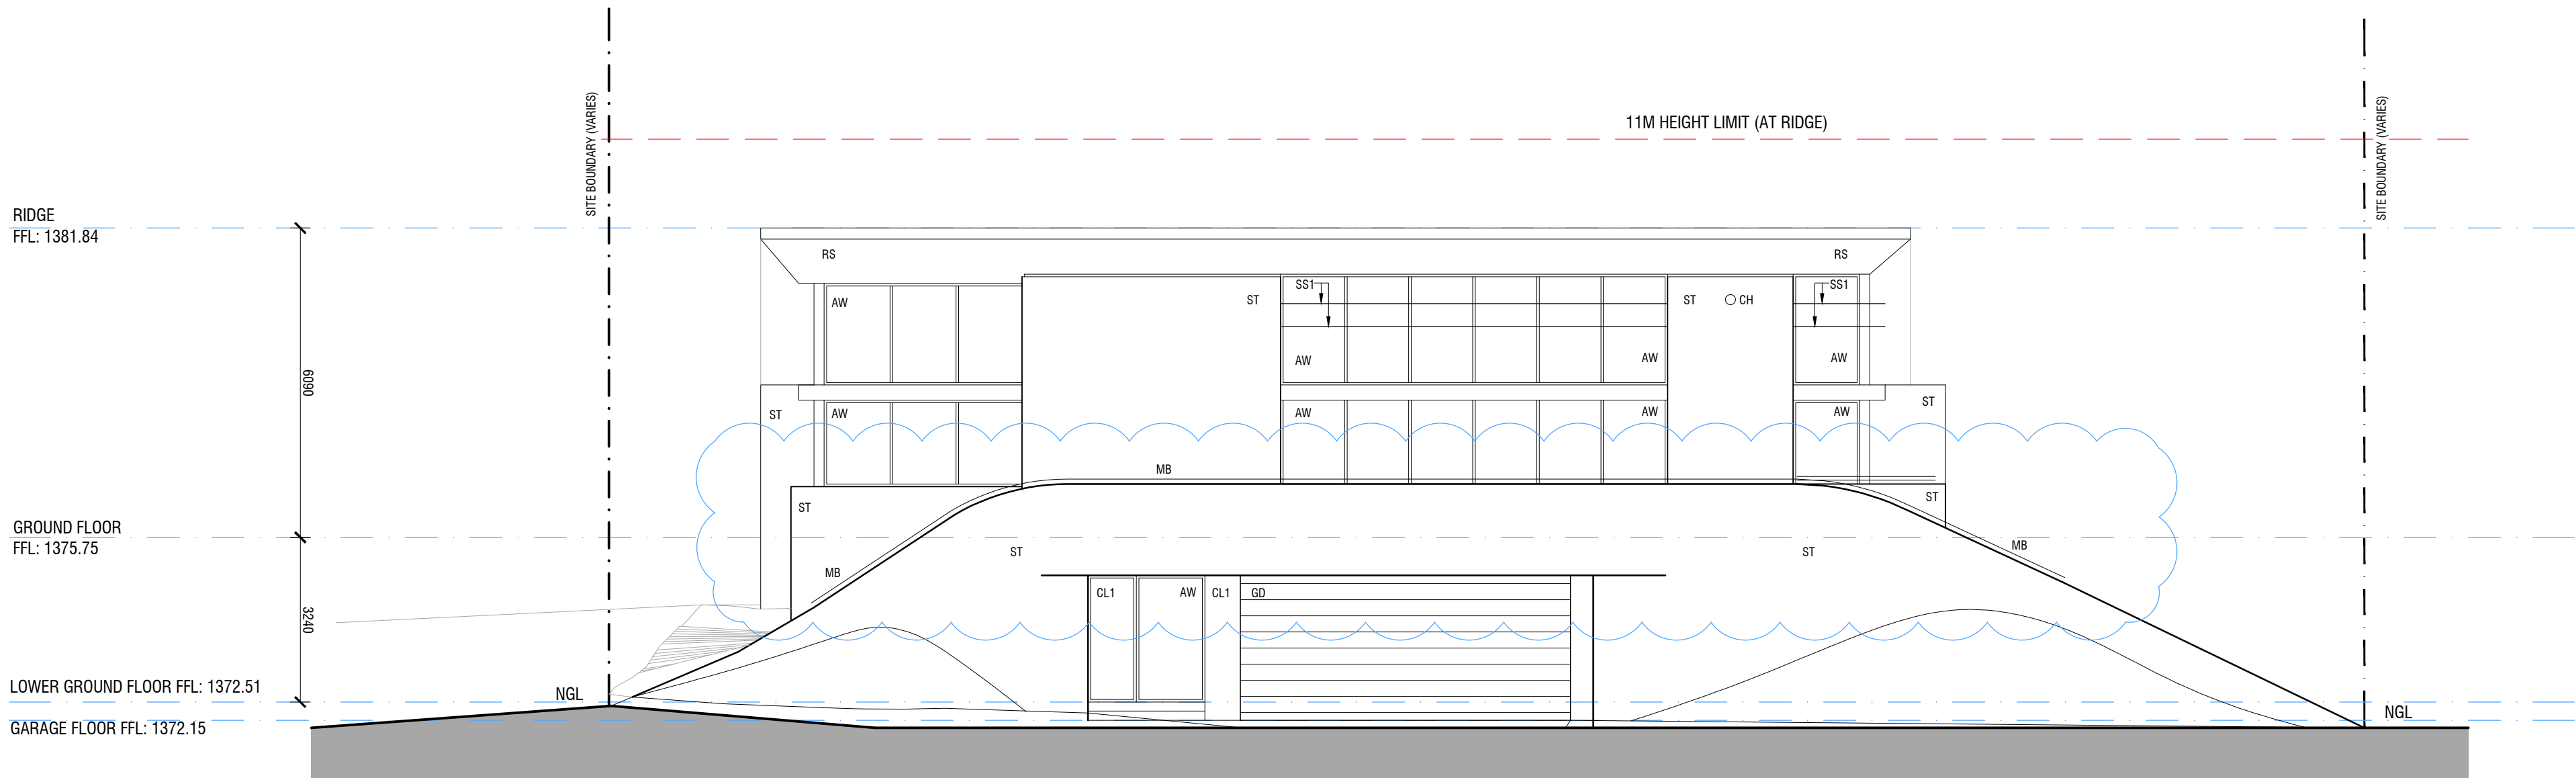 SITE BOUNDARY (VARIES)
11M HEIGHT LIMIT (AT RIDGE)
SITE BOUNDARY (VARIES)
RIDGE
FFL: 1381.84
RS
RS
SS1
SS1
AW
ST
ST
CH
AW
AW
AW
6090
ST
AW
AW
AW
AW
ST
MB
ST
ST
GROUND FLOOR
FFL: 1375.75
ST
ST
MB
MB
CL1
AW
CL1
GD
3240
LOWER GROUND FLOOR FFL: 1372.51
NGL
NGL
GARAGE FLOOR FFL: 1372.15